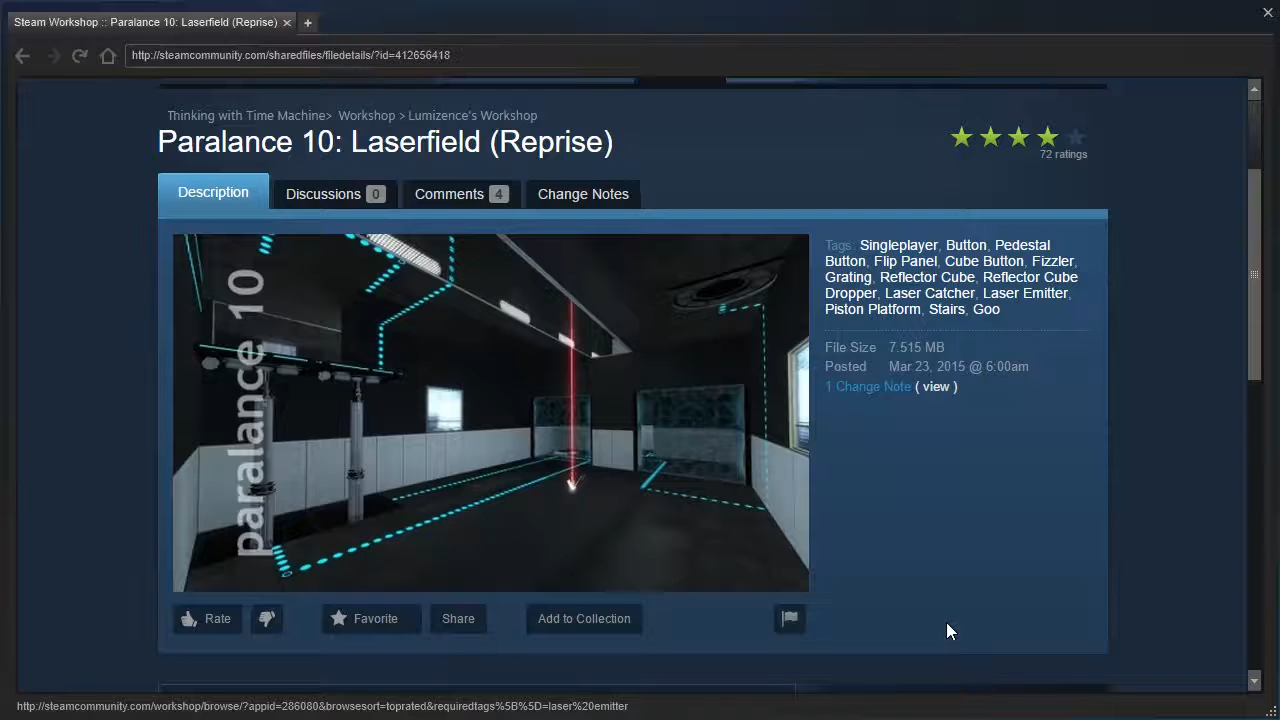 Steam Workshop :: Paralance 10: Laserfield (Reprise)
http://steamcommunity.com/sharedfiles/filedetails/?id=412656418
Thinking with Time Machine> Workshop > Lumizence's Workshop
Paralance 10: Laserfield (Reprise)
72 ratings
Description Discussions 0 Comments 4 Change Notes
paralance 10
Tags: Singleplayer, Button, Pedestal
Button, Flip Panel, Cube Button, Fizzler,
Grating, Reflector Cube, Reflector Cube
Dropper, Laser Catcher, Laser Emitter,
Piston Platform, Stairs, Goo
File Size 7.515 MB
Posted Mar 23, 2015 @ 6:00am
1 Change Note ( view )
Rate Favorite Share Add to Collection
http://steamcommunity.com/workshop/browse/?appid=286080&browsesort=toprated&requiredtags%5B%5D=laser%20emitter